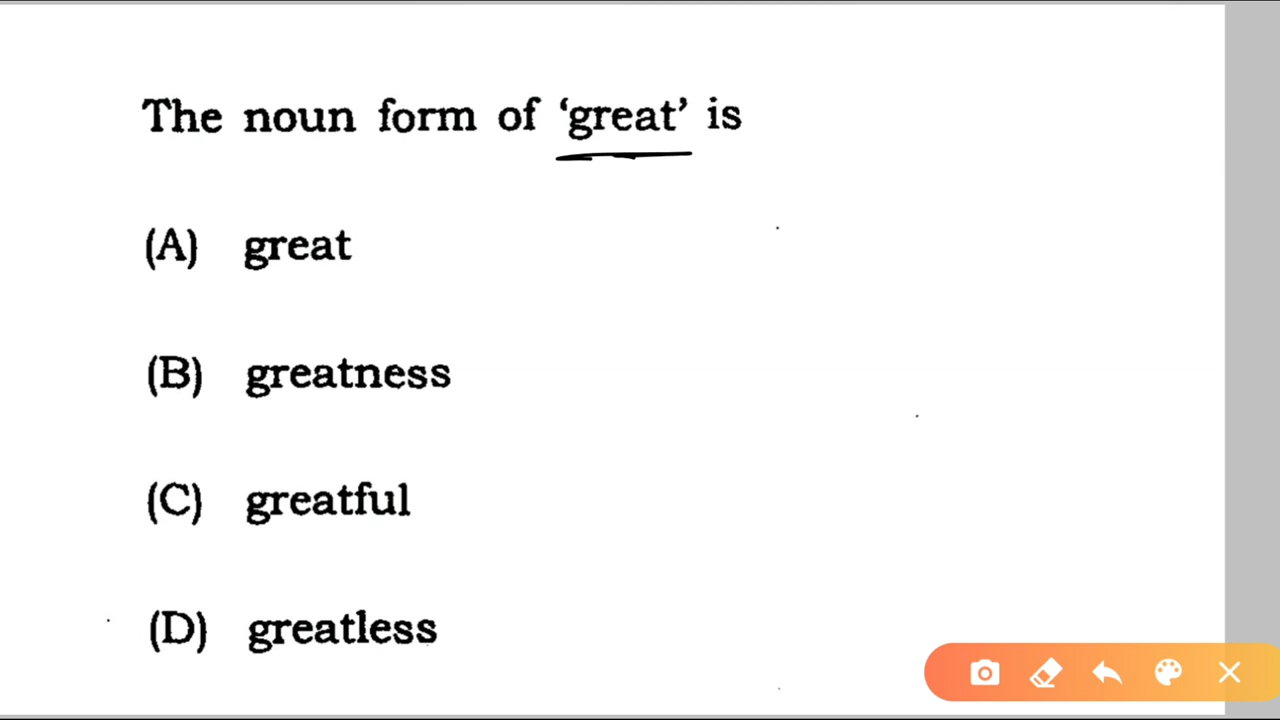 The noun form of ‘great’ is
(A) great
(B) greatness
(C) greatful
(D) greatless